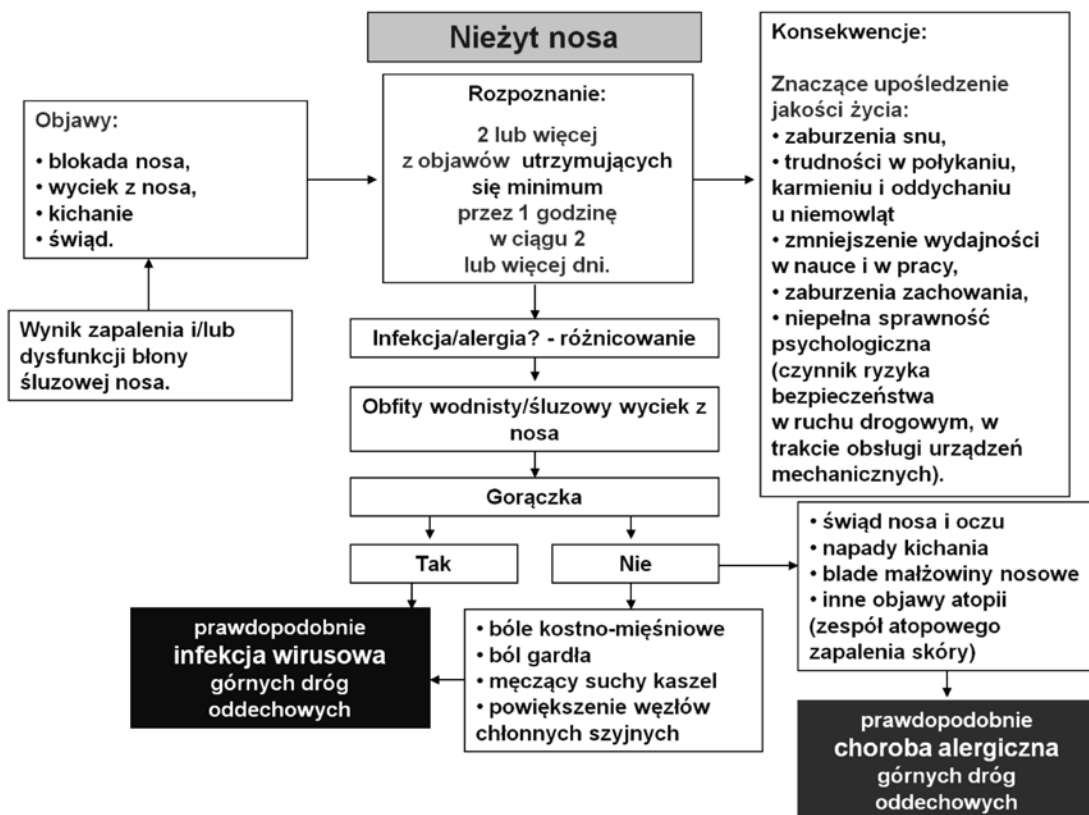 Nieżyt nosa
Objawy:
• blokada nosa,
• wyciek z nosa,
• kichanie
• świąd.
Wynik zapalenia i/lub
dysfunkcji błony
śluzowej nosa.
Rozpoznanie:
2 lub więcej
z objawów utrzymujących
się minimum
przez 1 godzinę
w ciągu 2
lub więcej dni.
Konsekwencje:
Znaczące upośledzenie
jakości życia:
• zaburzenia snu,
• trudności w połykaniu,
karmieniu i oddychaniu
u niemowląt
• zmniejszenie wydajności
w nauce i w pracy,
• zaburzenia zachowania,
• niepełna sprawność
psychologiczna
(czynnik ryzyka
bezpieczeństwa
w ruchu drogowym, w
trakcie obsługi urządzeń
mechanicznych).
Infekcja/alergia? - różnicowanie
Obfity wodnisty/śluzowy wyciek z
nosa
Gorączka
Tak
Nie
prawdopodobnie
infekcja wirusowa
górnych dróg
oddechowych
• bóle kostno-mięśniowe
• ból gardła
• męczący suchy kaszel
• powiększenie węzłów
chłonnych szyjnych
• świąd nosa i oczu
• napady kichania
• blade małżowiny nosowe
• inne objawy atopii
(zespół atopowego
zapalenia skóry)
prawdopodobnie
choroba alergiczna
górnych dróg
oddechowych